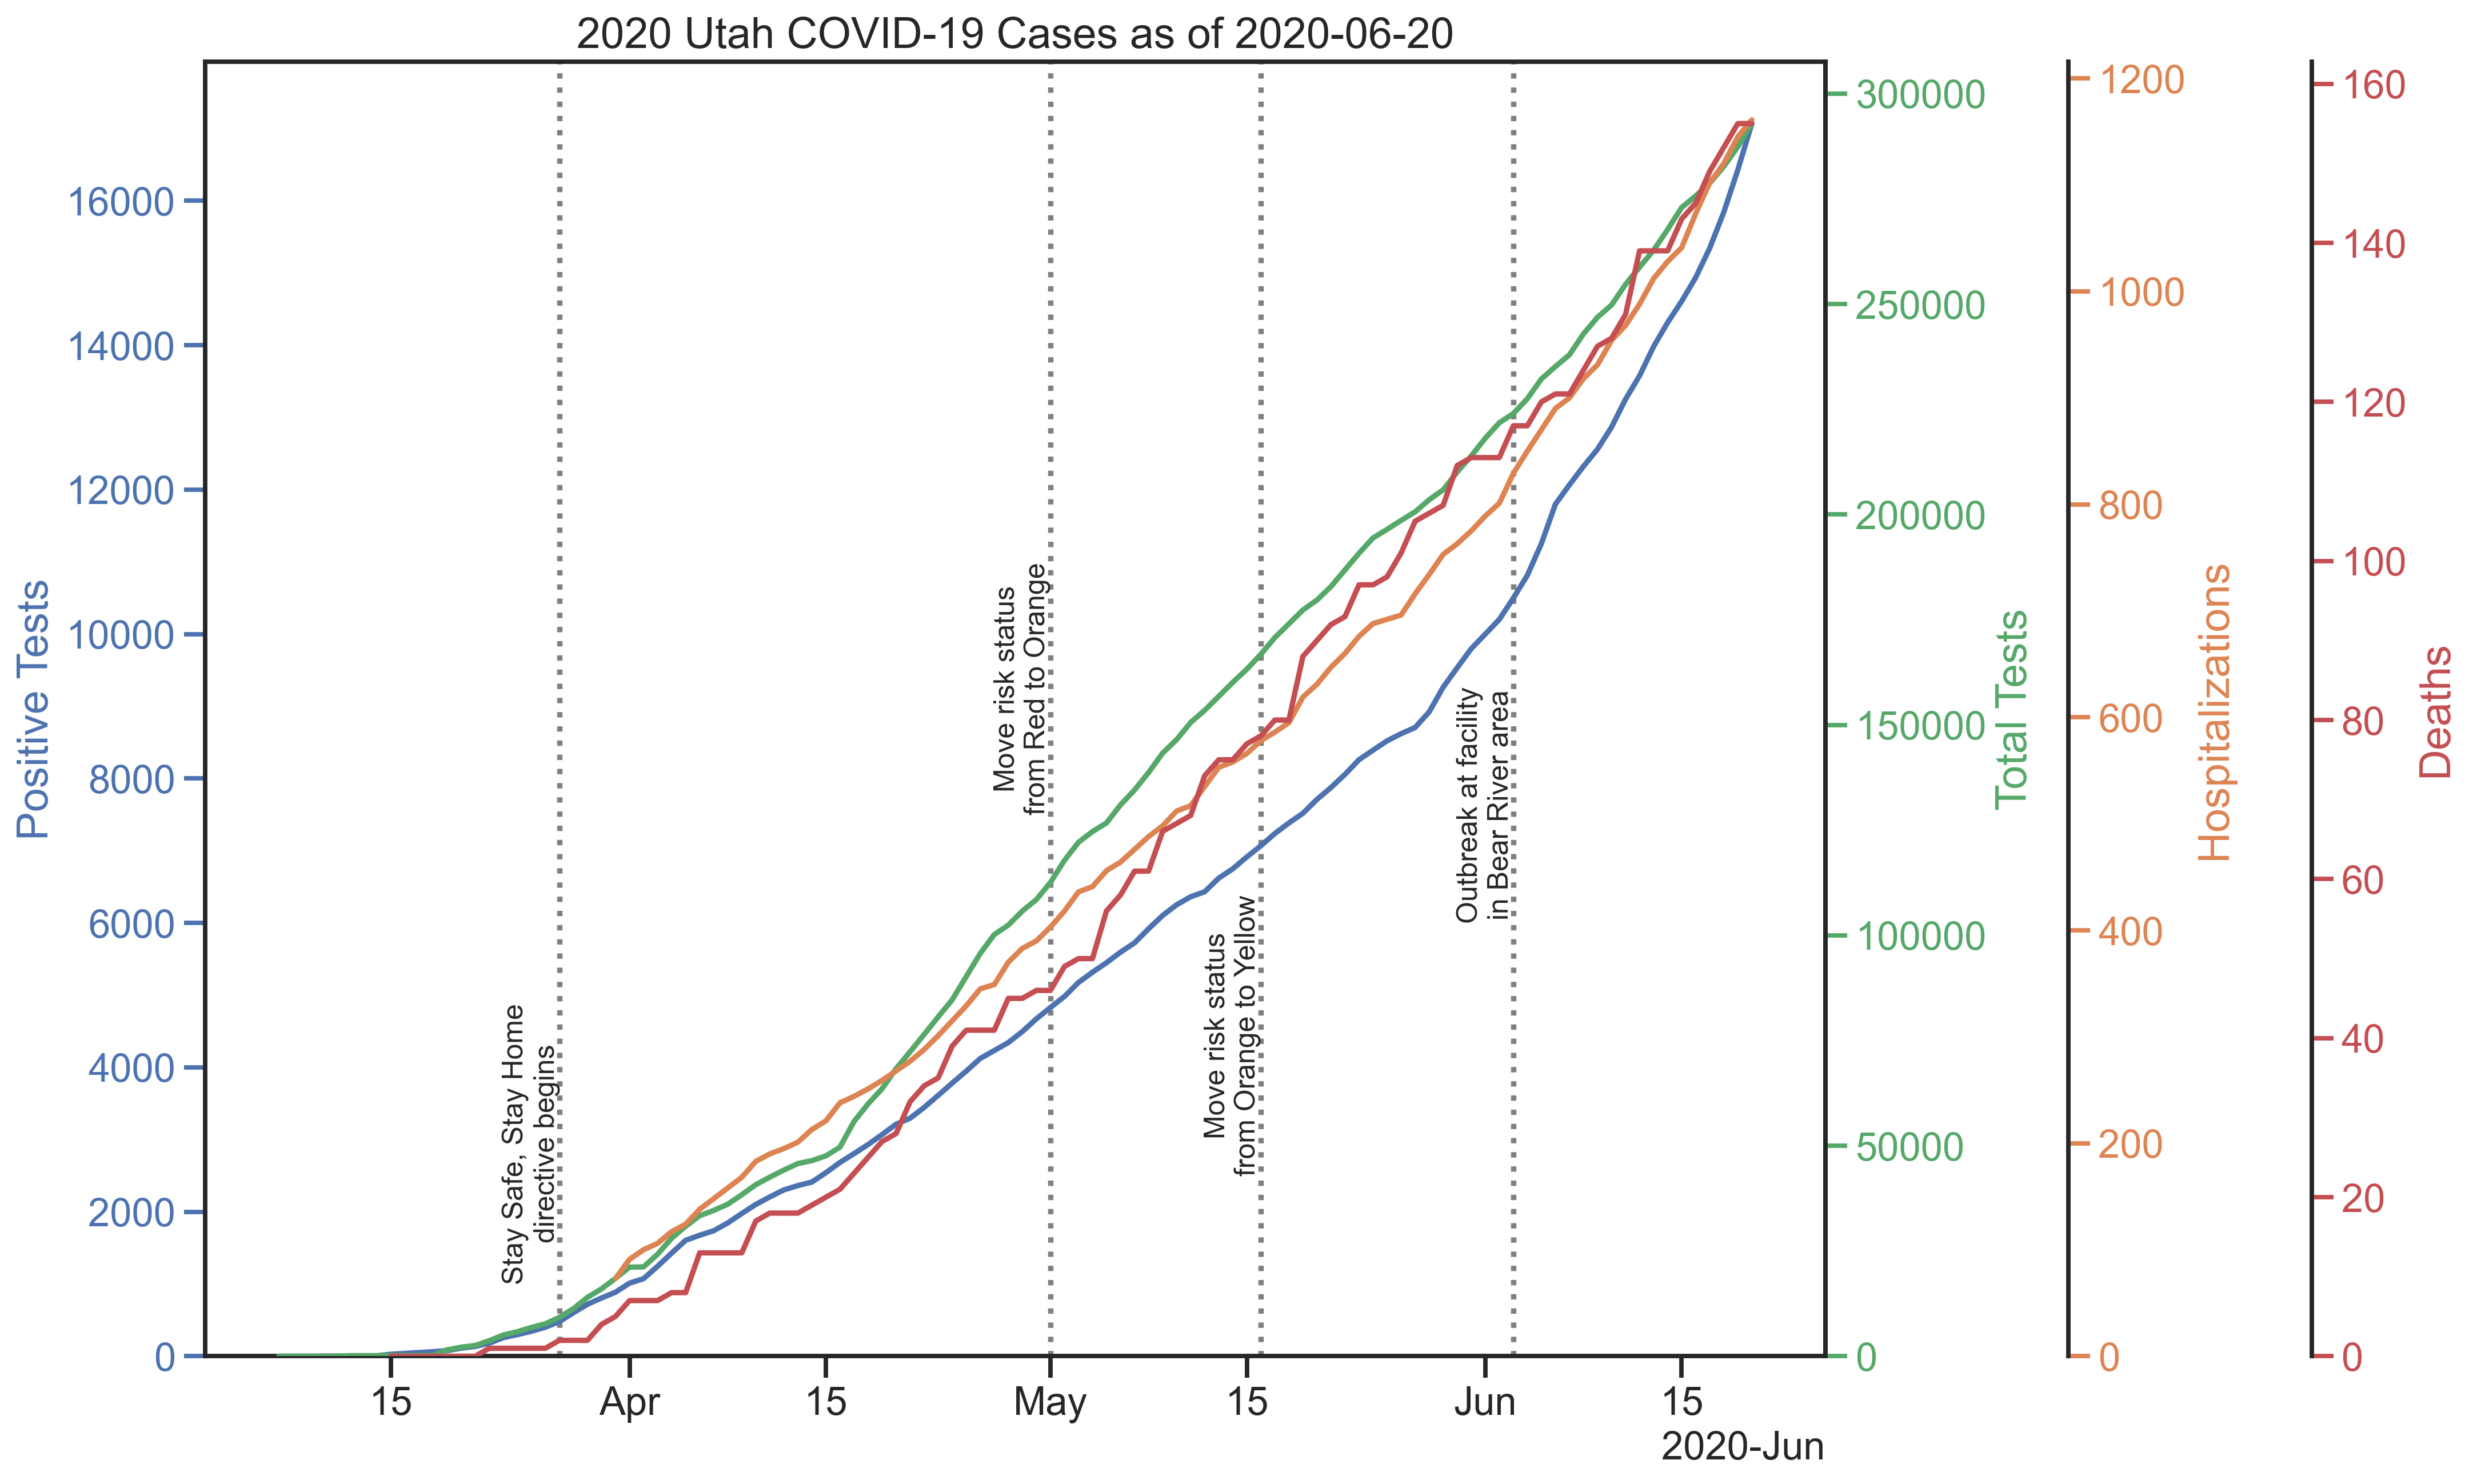 2020 Utah COVID-19 Cases as of 2020-06-20
Positive Tests
16000
14000
12000
10000
8000
6000
4000
2000
0
Stay Safe, Stay Home
directive begins
Move risk status
from Red to Orange
Move risk status
from Orange to Yellow
Outbreak at facility
in Bear River area
15
Apr
15
May
15
Jun
15
2020-Jun
300000
250000
200000
150000
100000
50000
0
Total Tests
1200
1000
800
600
400
200
0
Hospitalizations
160
140
120
100
80
60
40
20
0
Deaths